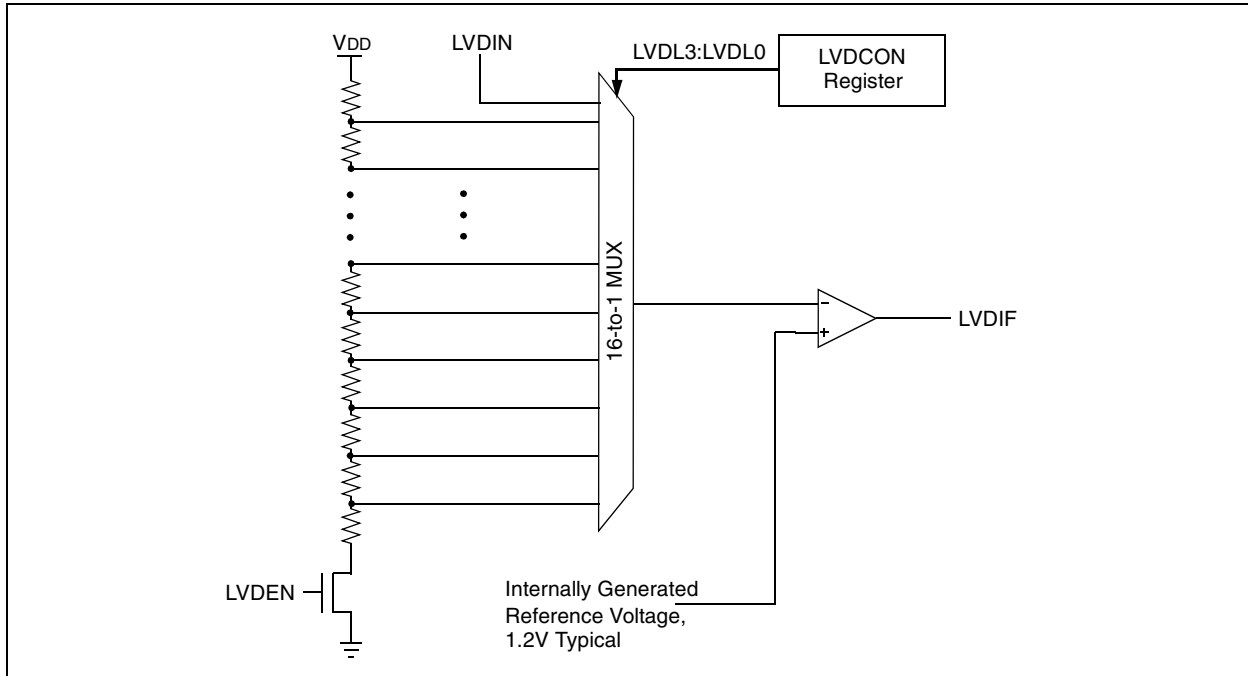 VDD
LVDIN
LVDL3:LVDL0
LVDCON
Register
16-to-1 MUX
-
+
LVDIF
LVDEN
Internally Generated
Reference Voltage,
1.2V Typical